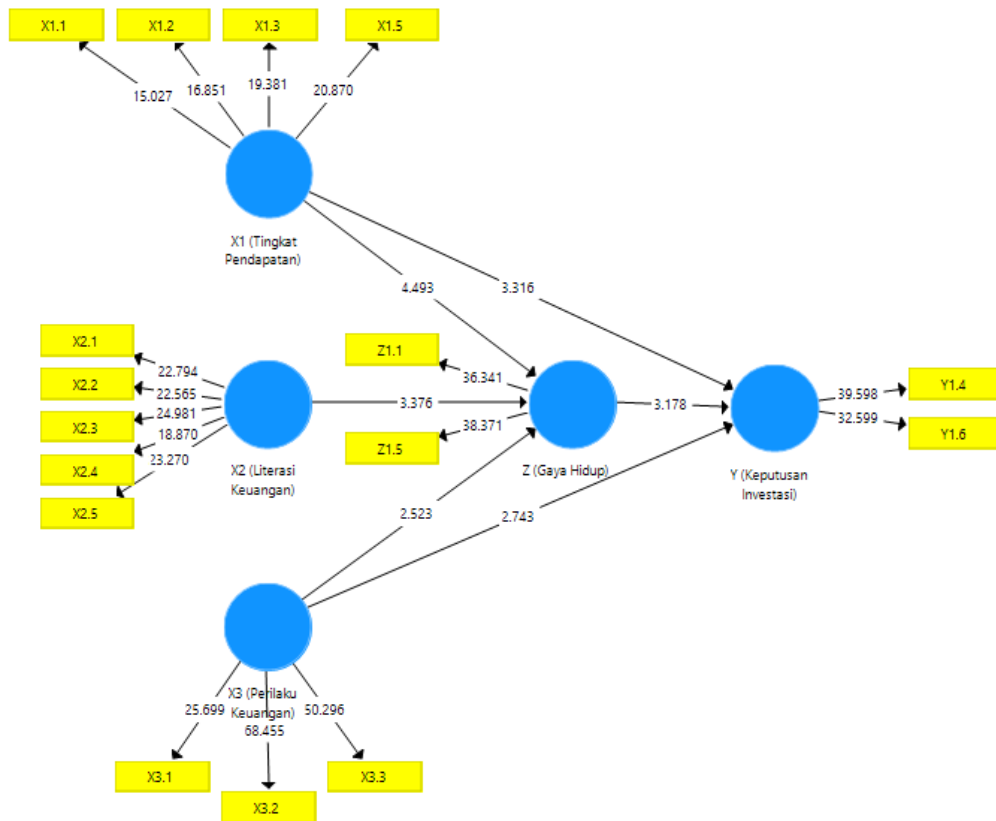 X1.1
X1.2
X1.3
X1.5
15.027
16.851
19.381
20.870
X1 (Tingkat
Pendapatan)
4.493
3.316
X2.1
X2.2
X2.3
X2.4
X2.5
22.794
22.565
24.981
18.870
23.270
X2 (Literasi
Keuangan)
3.376
Z1.1
36.341
Z1.5
38.371
Z (Gaya Hidup)
3.178
Y (Keputusan
Investasi)
39.598
32.599
Y1.4
Y1.6
2.523
2.743
X3 (Perilaku
Keuangan)
25.699
68.455
50.296
X3.1
X3.2
X3.3